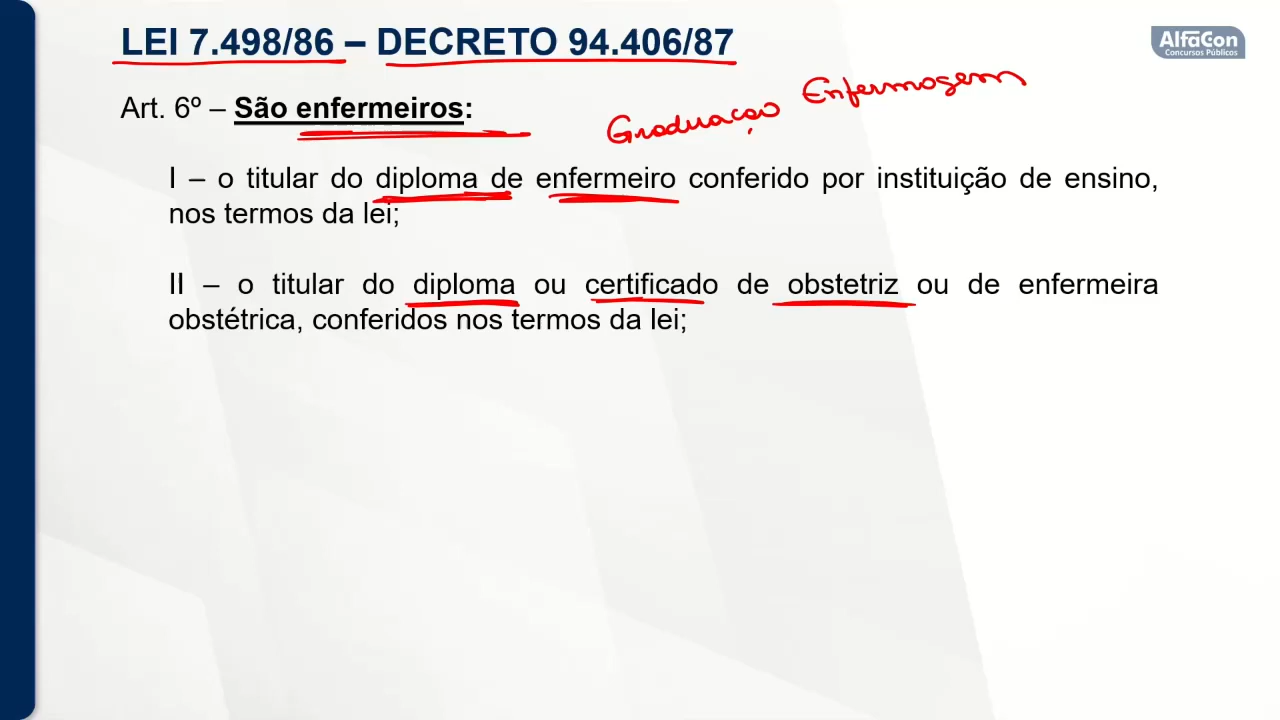 LEI 7.498/86 – DECRETO 94.406/87
AlfaCon
Concursos Públicos
Graduação Enfermagem
Art. 6º – São enfermeiros:
I – o titular do diploma de enfermeiro conferido por instituição de ensino,
nos termos da lei;
II – o titular do diploma ou certificado de obstetriz ou de enfermeira
obstétrica, conferidos nos termos da lei;